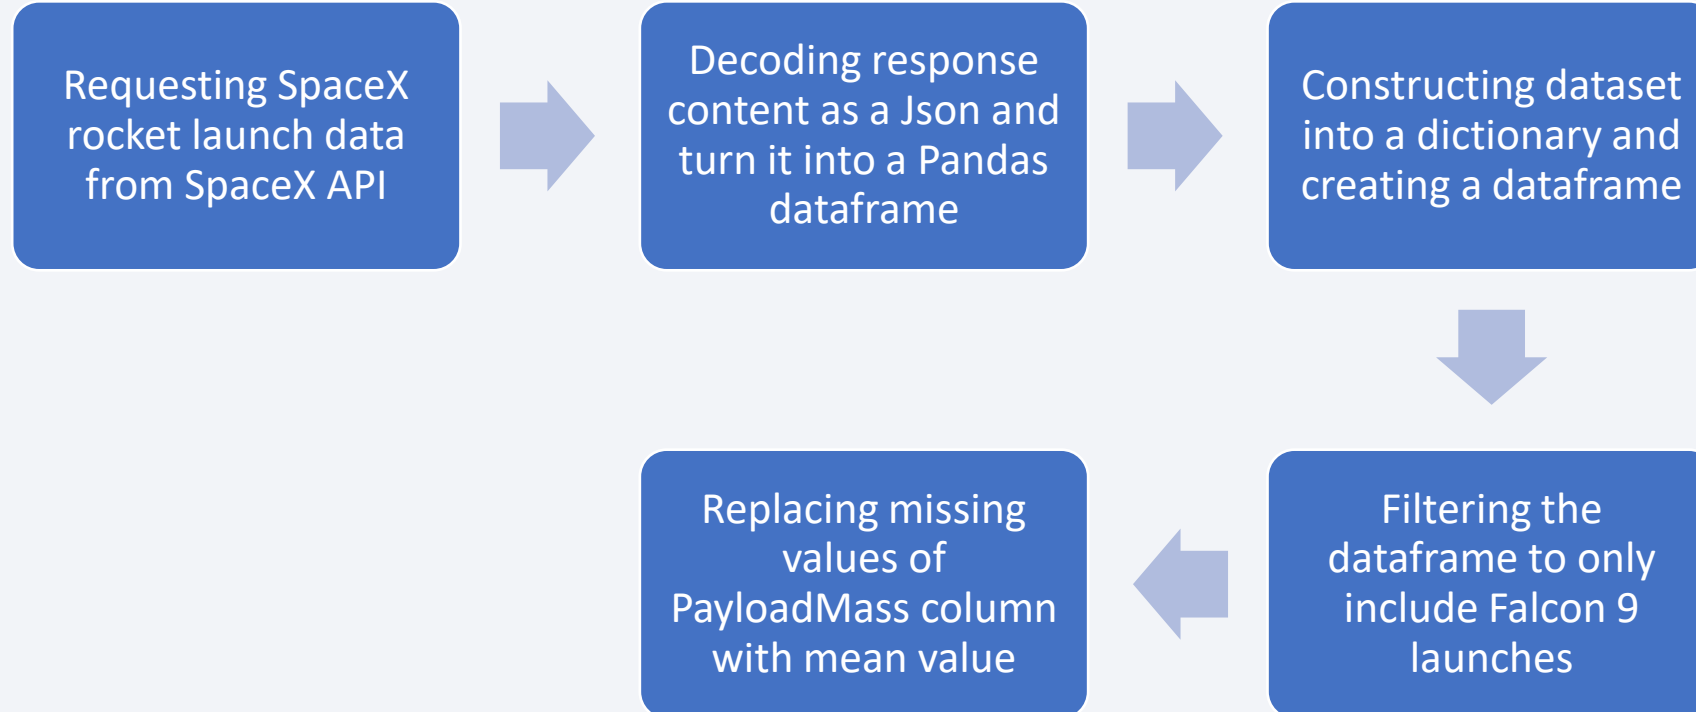 Requesting SpaceX
rocket launch data
from SpaceX API
Decoding response
content as a Json and
turn it into a Pandas
dataframe
Constructing dataset
into a dictionary and
creating a dataframe
Filtering the
dataframe to only
include Falcon 9
launches
Replacing missing
values of
PayloadMass column
with mean value